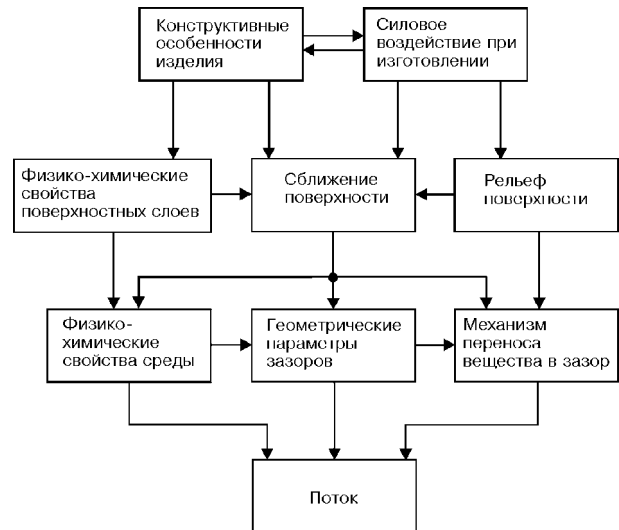 Конструктивные
особенности
изделия
Силовое
воздействие при
изготовлении
Физико-химические
свойства
поверхностных слоев
Сближение
поверхности
Рельеф
поверхности
Физико-
химические
свойства среды
Геометрические
параметры
зазоров
Механизм
переноса
вещества в зазор
Поток